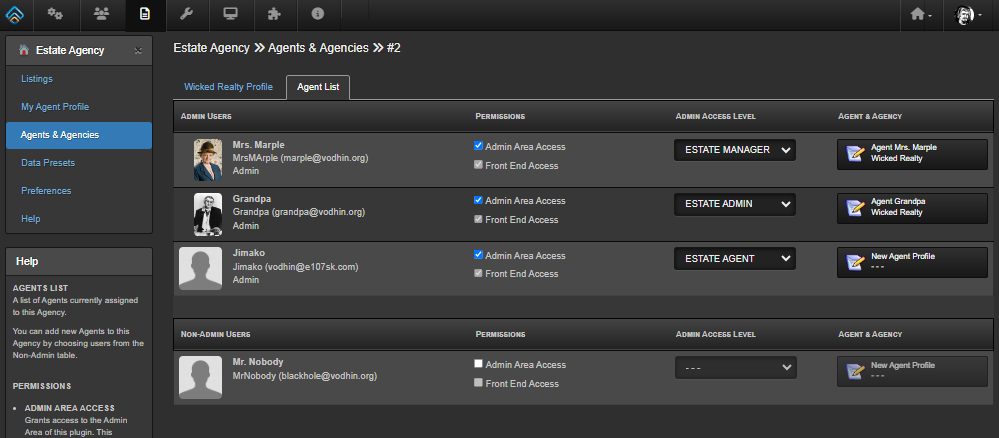 Estate Agency
Listings
My Agent Profile
Agents & Agencies
Data Presets
Preferences
Help
Help
AGENTS LIST
A list of Agents currently assigned
to this Agency.
You can add new Agents to this
Agency by choosing users from the
Non-Admin table.
PERMISSIONS
• ADMIN AREA ACCESS
Grants access to the Admin
Area of this plugin. This
Estate Agency >> Agents & Agencies >> #2
Wicked Realty Profile
Agent List
ADMIN USERS PERMISSIONS ADMIN ACCESS LEVEL AGENT & AGENCY
Mrs. Marple
MrsMArple (marple@vodhin.org)
Admin
Admin Area Access
Front End Access
ESTATE MANAGER
Agent Mrs. Marple
Wicked Realty
Grandpa
Grandpa (grandpa@vodhin.org)
Admin
Admin Area Access
Front End Access
ESTATE ADMIN
Agent Grandpa
Wicked Realty
Jimako
Jimako (vodhin@e107sk.com)
Admin
Admin Area Access
Front End Access
ESTATE AGENT
New Agent Profile
- - -
NON-ADMIN USERS PERMISSIONS ADMIN ACCESS LEVEL AGENT & AGENCY
Mr. Nobody
MrNobody (blackhole@vodhin.org)
Admin Area Access
Front End Access
- - -
New Agent Profile
- - -